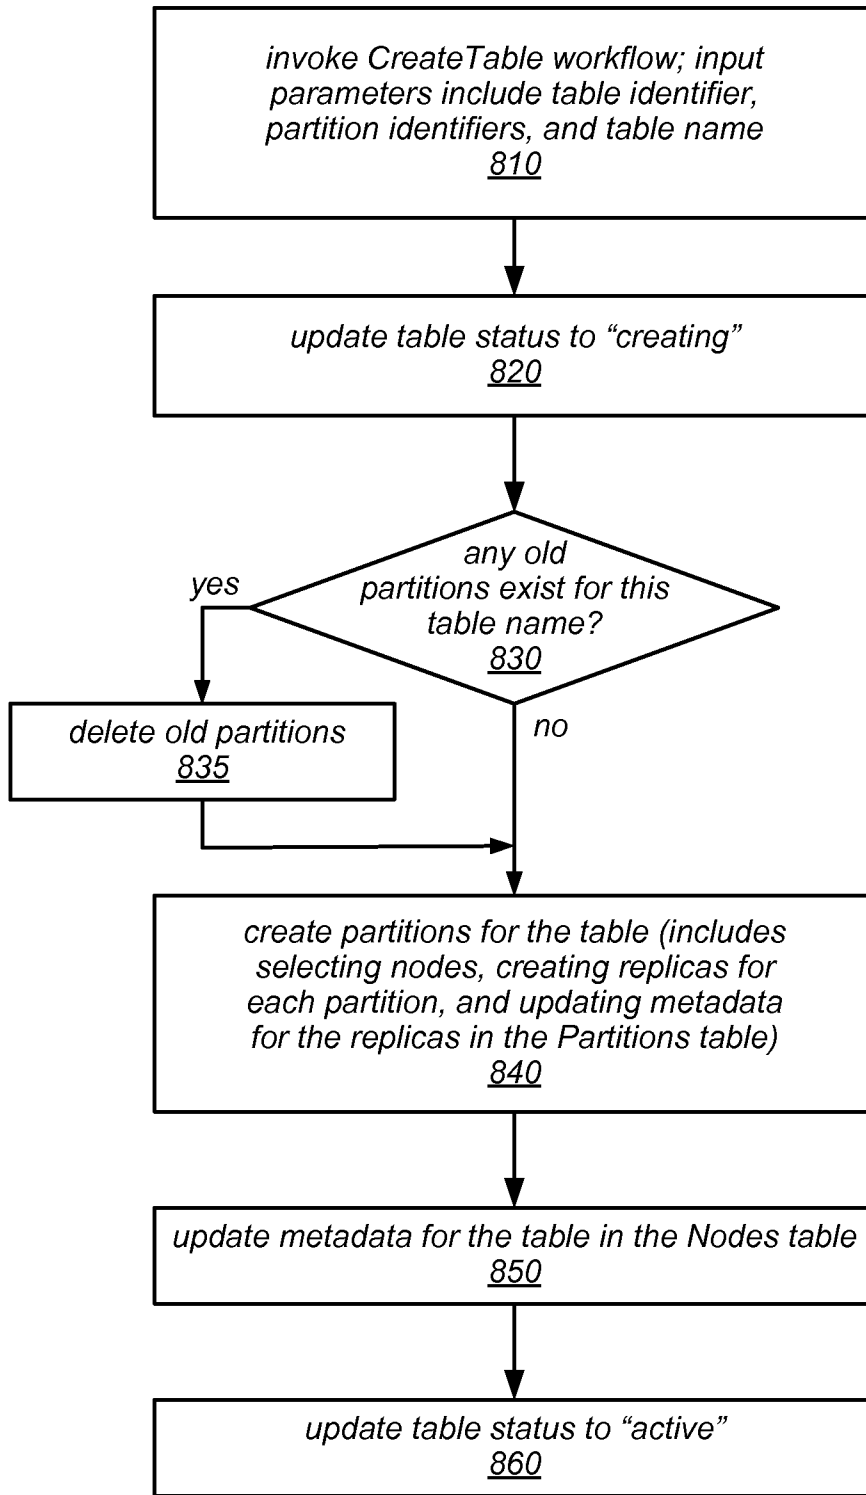 invoke CreateTable workflow; input
parameters include table identifier,
partition identifiers, and table name
810
update table status to “creating”
820
any old
partitions exist for this
table name?
830
yes
no
delete old partitions
835
create partitions for the table (includes
selecting nodes, creating replicas for
each partition, and updating metadata
for the replicas in the Partitions table)
840
update metadata for the table in the Nodes table
850
update table status to “active”
860